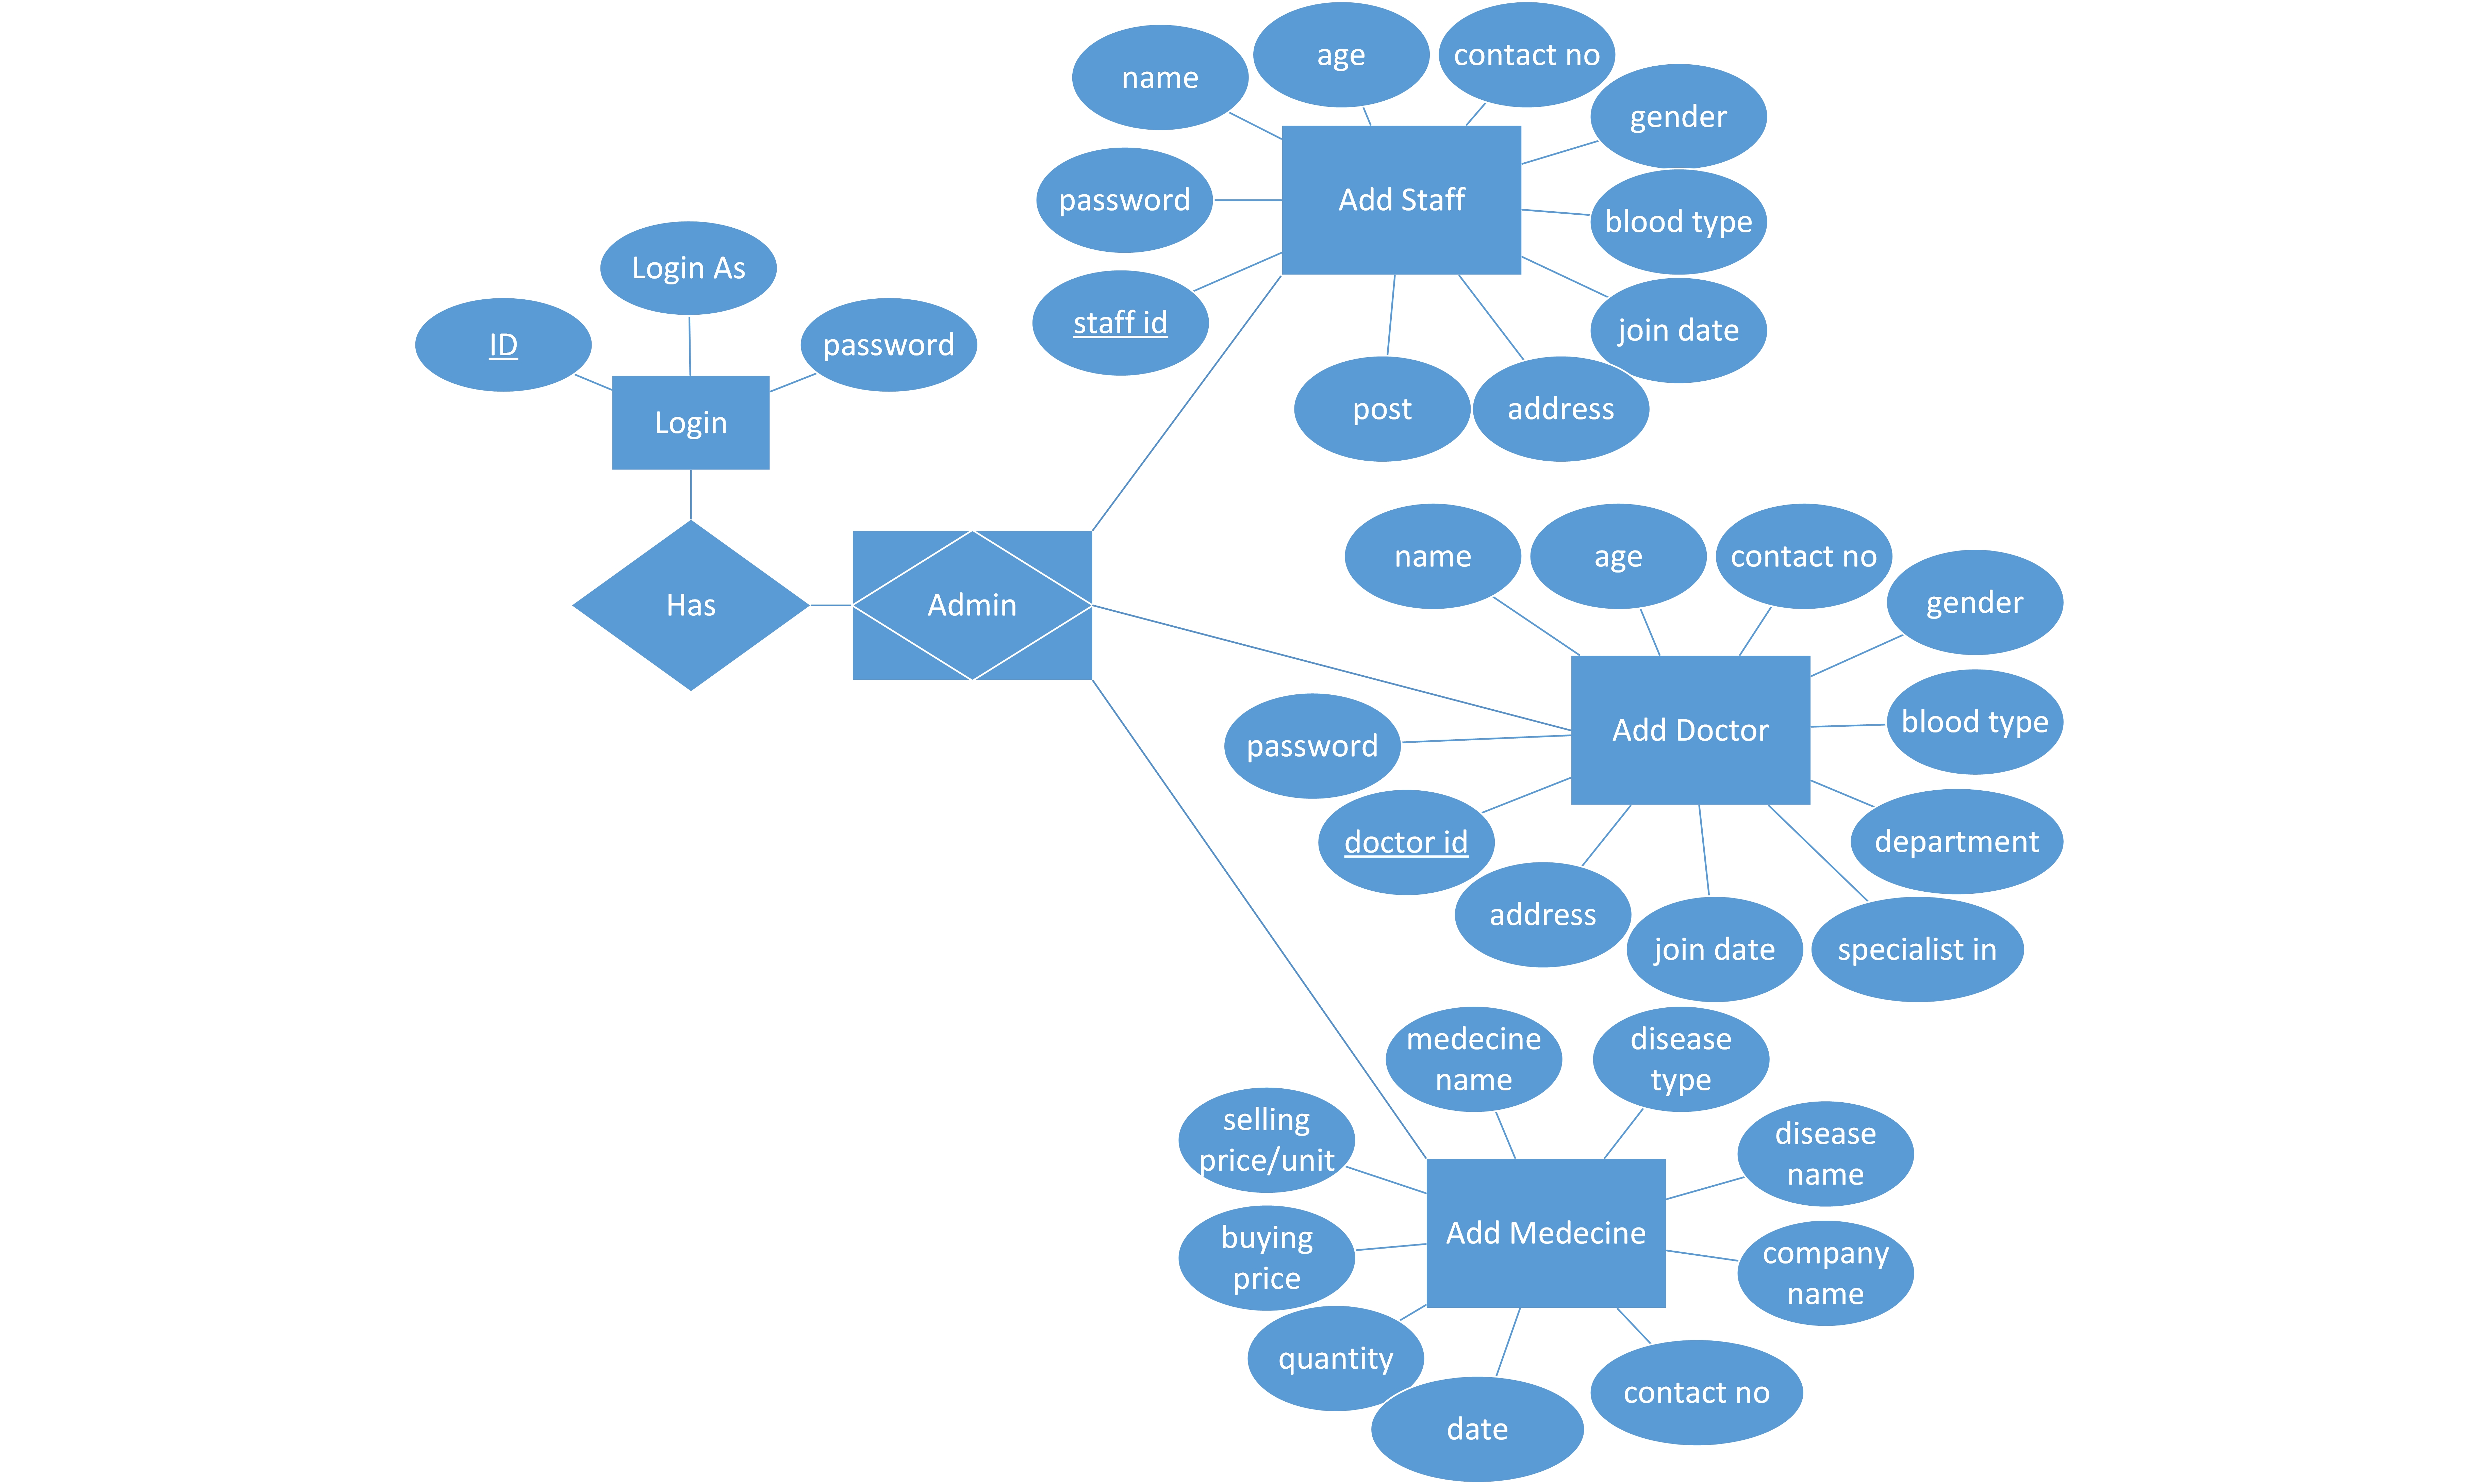 age
contact no
name
gender
Add Staff
password
blood type
Login As
staff id
join date
ID
password
post
address
Login
name
age
contact no
gender
Has
Admin
blood type
Add Doctor
password
doctor id
department
address
join date
specialist in
medecine
name
disease
type
selling
price/unit
disease
name
Add Medecine
buying
price
company
name
quantity
contact no
date